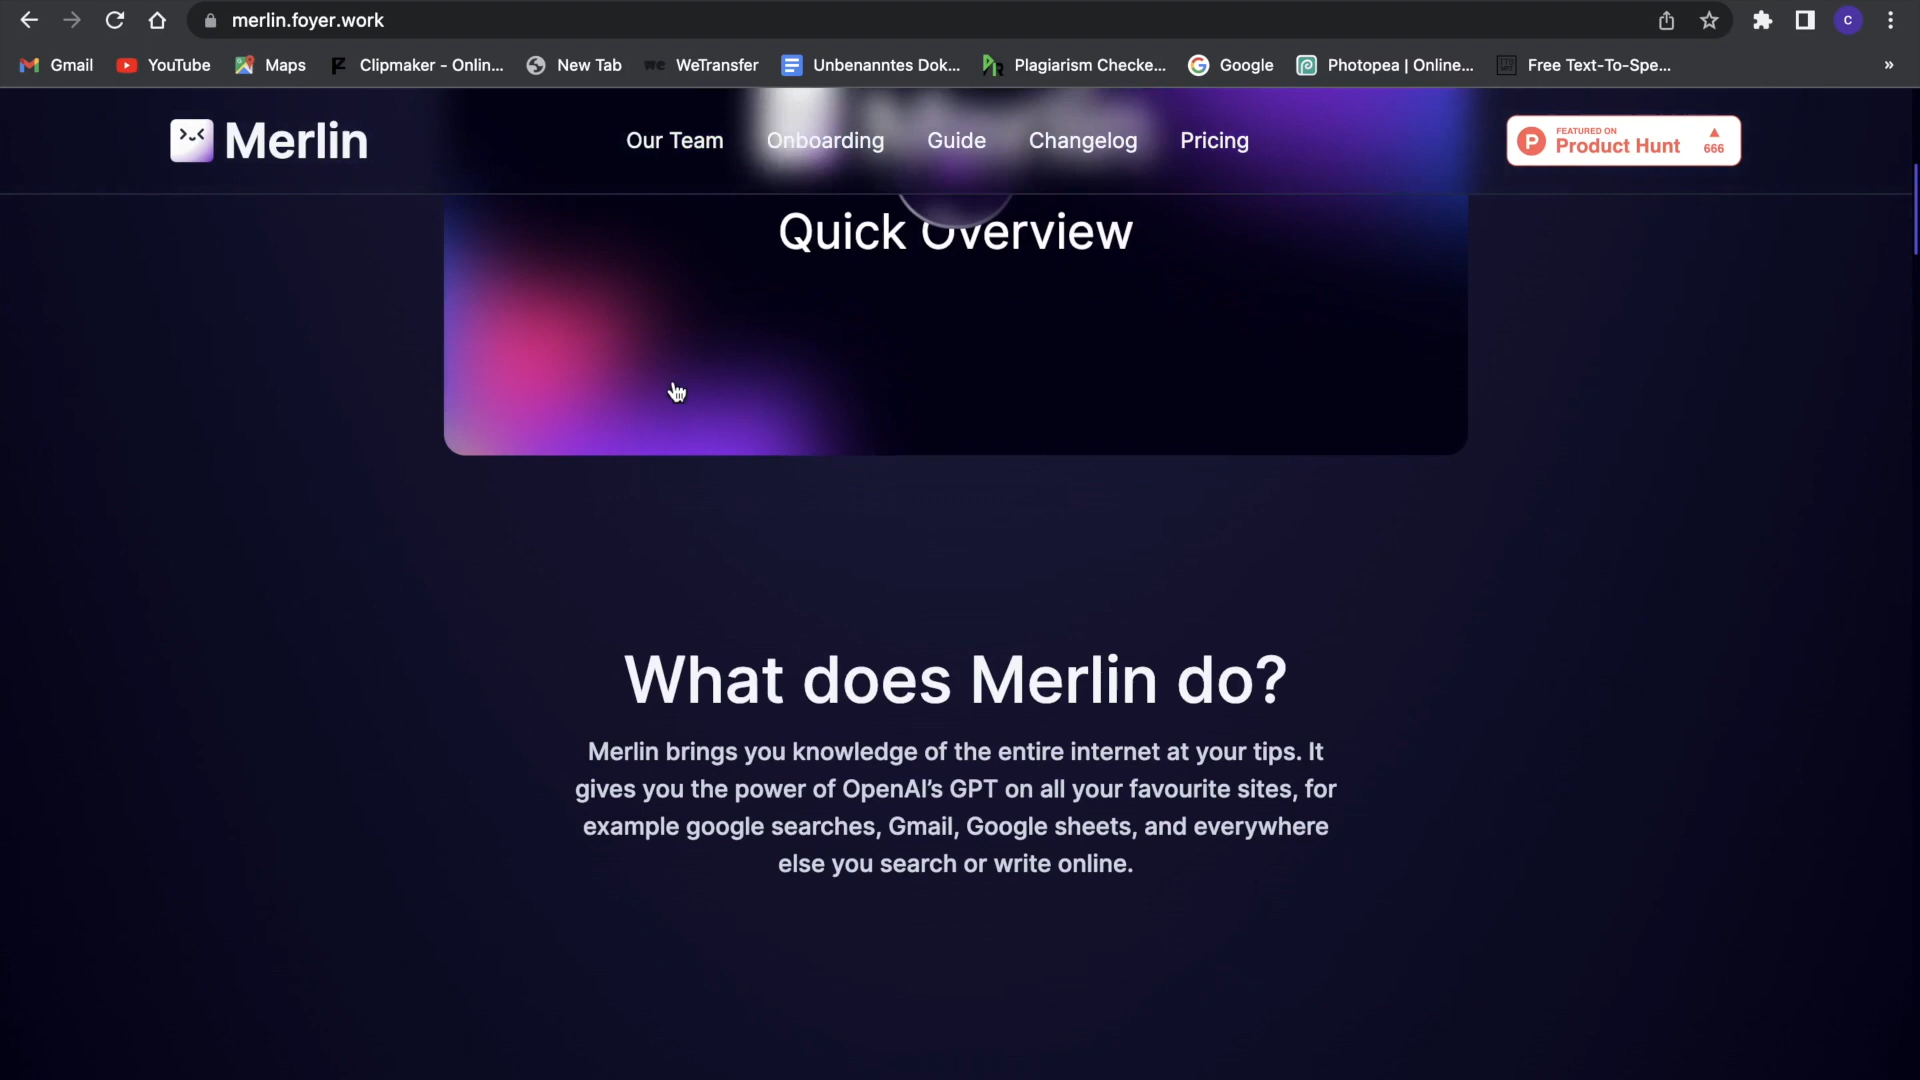 merlin.foyer.work
C
Gmail
YouTube
Maps
Clipmaker - Onlin...
New Tab
we
WeTransfer
Unbenanntes Dok...
Plagiarism Checke...
Google
Photopea | Online...
Free Text-To-Spe...
»
Merlin
Our Team
Onboarding
Guide
Changelog
Pricing
P
FEATURED ON
Product Hunt
666
Quick Overview
What does Merlin do?
Merlin brings you knowledge of the entire internet at your tips. It
gives you the power of OpenAI's GPT on all your favourite sites, for
example google searches, Gmail, Google sheets, and everywhere
else you search or write online.